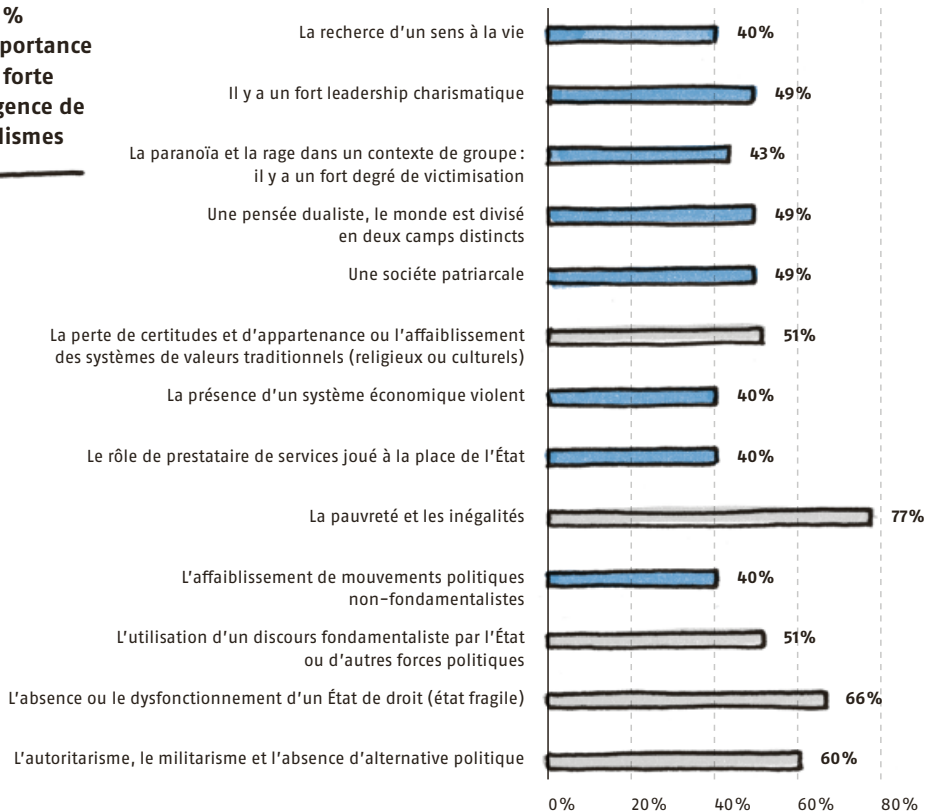 %
portance
forte
gence de
lismes
La recherce d'un sens à la vie
40%
Il y a un fort leadership charismatique
49%
La paranoïa et la rage dans un contexte de groupe :
il y a un fort degré de victimisation
43%
Une pensée dualiste, le monde est divisé
en deux camps distincts
49%
Une sociéte patriarcale
49%
La perte de certitudes et d'appartenance ou l'affaiblissement
des systèmes de valeurs traditionnels (religieux ou culturels)
51%
La présence d'un système économique violent
40%
Le rôle de prestataire de services joué à la place de l'État
40%
La pauvreté et les inégalités
77%
L'affaiblissement de mouvements politiques
non-fondamentalistes
40%
L'utilisation d'un discours fondamentaliste par l'État
ou d'autres forces politiques
51%
L'absence ou le dysfonctionnement d'un État de droit (état fragile)
66%
L'autoritarisme, le militarisme et l'absence d'alternative politique
60%
0% 20% 40% 60% 80%